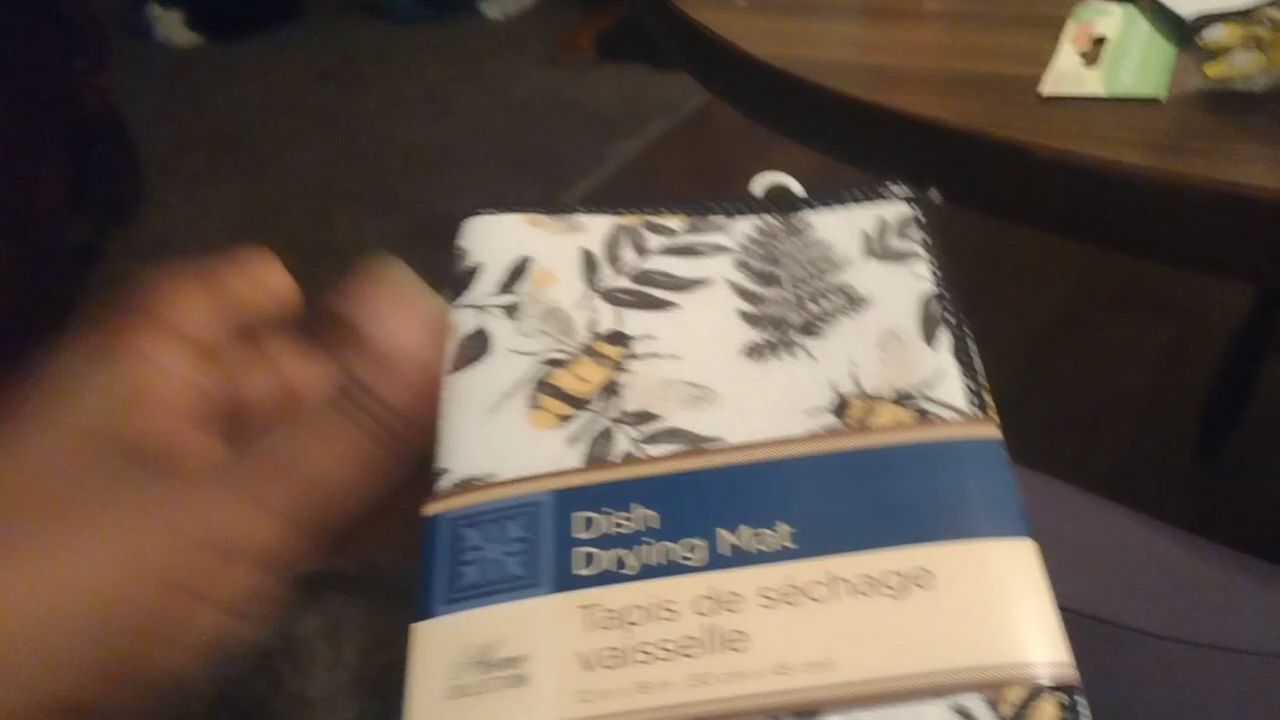 Dish
Drying Mat
Tapis de séchage
vaisselle